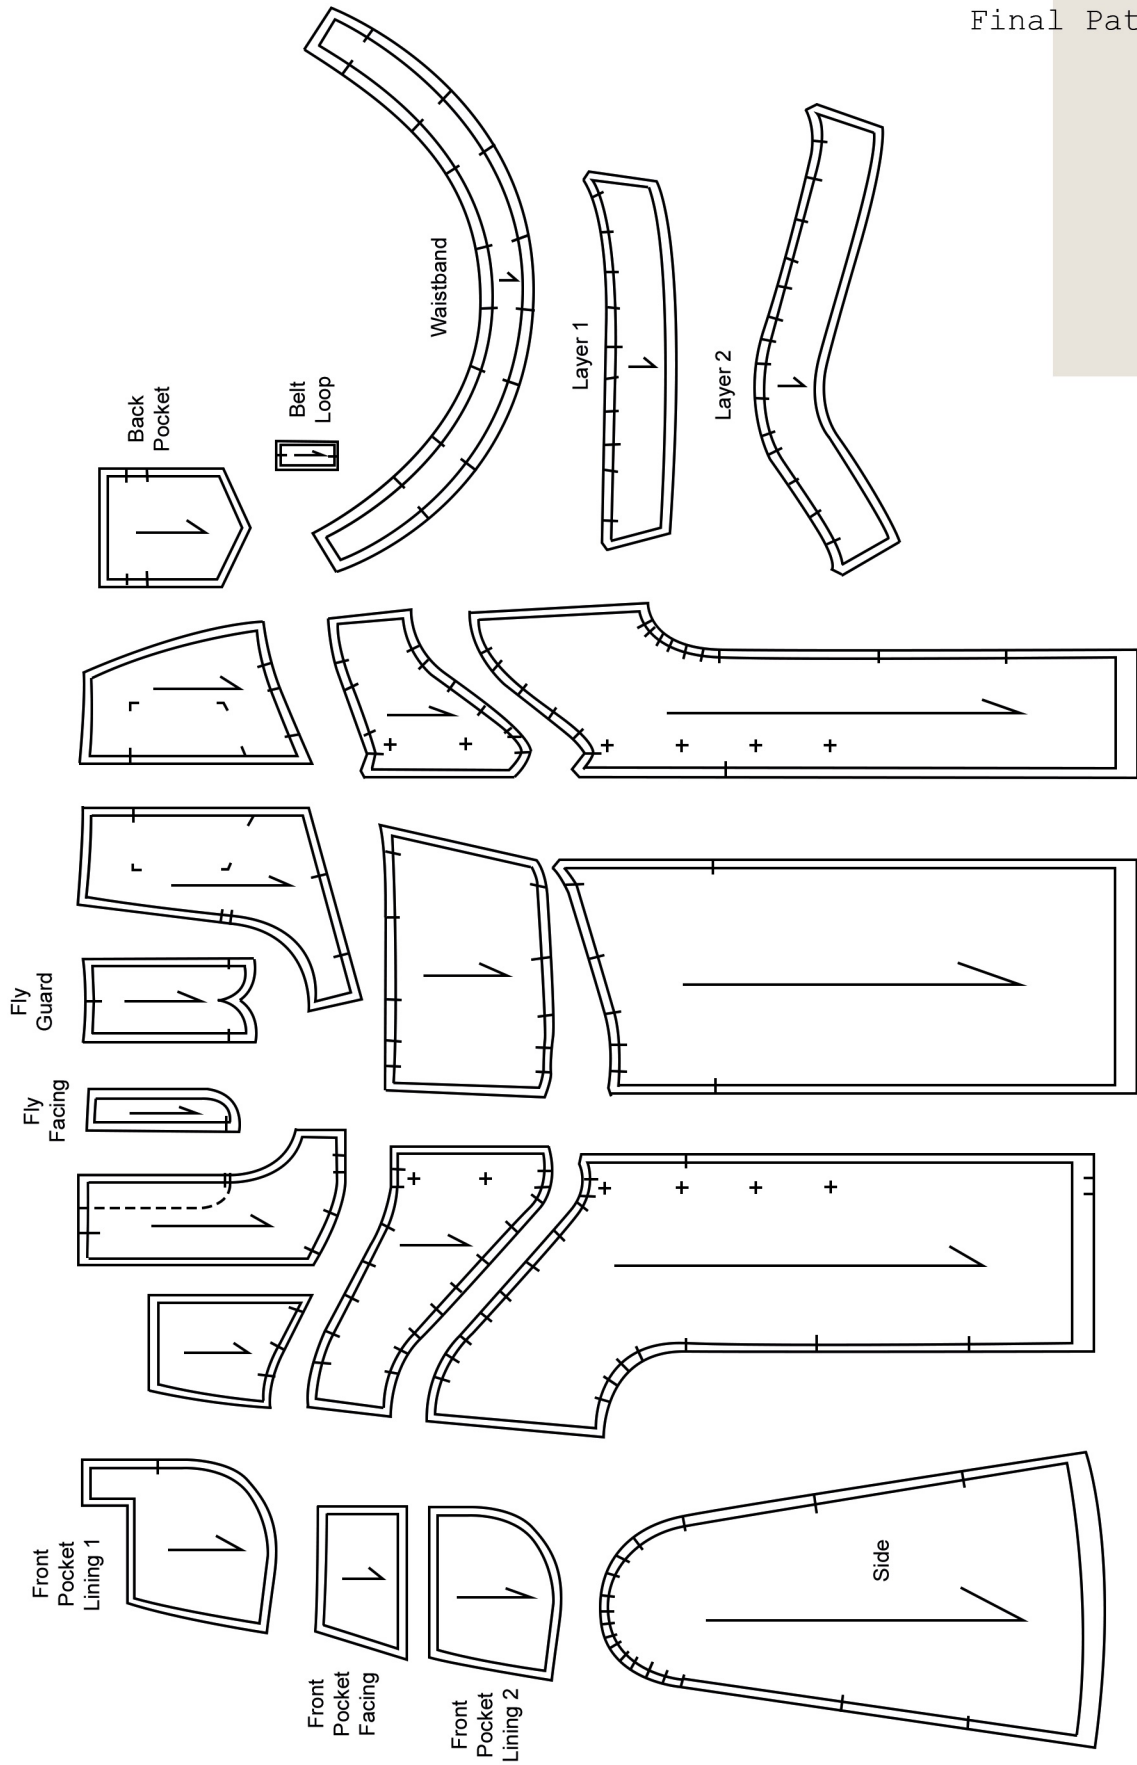 Final Pat
Fly
Guard
Fly
Facing
Back
Pocket
Belt
Loop
Waistband
Layer 1
Layer 2
Front
Pocket
Lining 1
Front
Pocket
Facing
Front
Pocket
Lining 2
Side